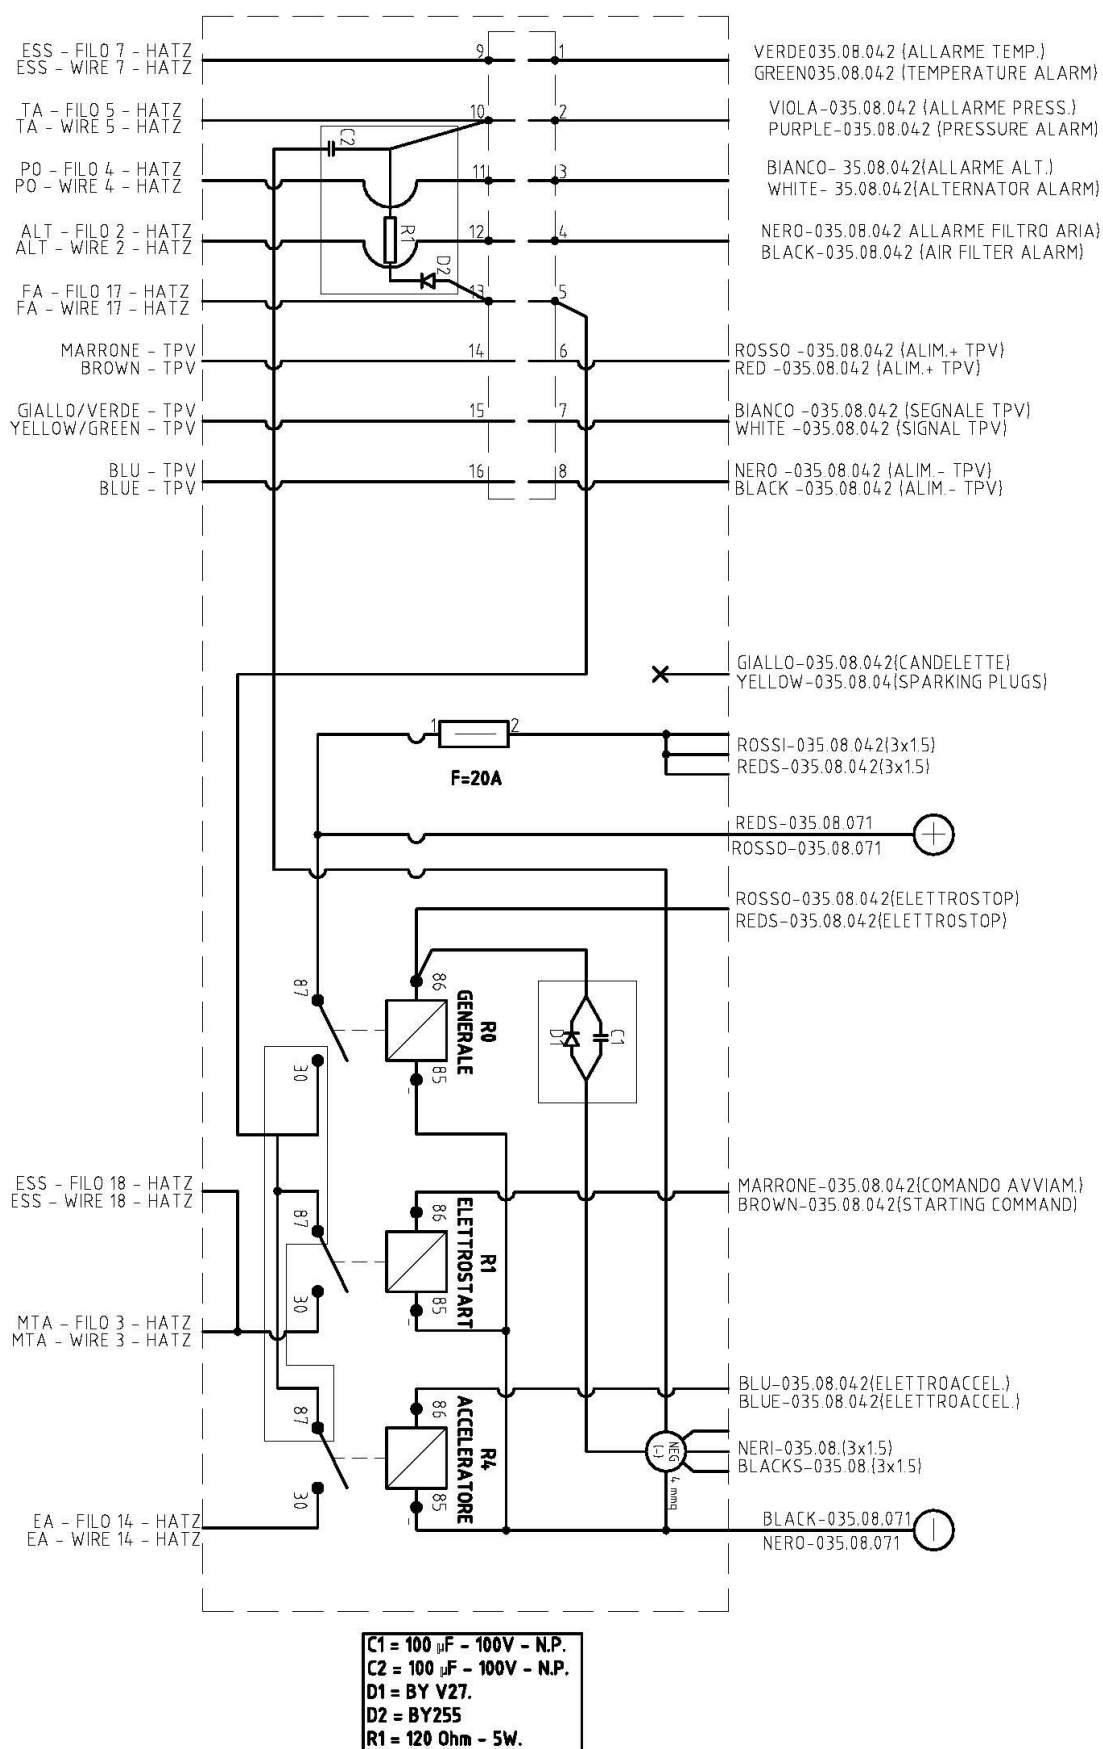 ESS - FILO 7 - HATZ
ESS - WIRE 7 - HATZ
9
1
VERDE035.08.042 (ALLARME TEMP.)
GREEN035.08.042 (TEMPERATURE ALARM)
TA - FILO 5 - HATZ
TA - WIRE 5 - HATZ
10
2
VIOLA-035.08.042 (ALLARME PRESS.)
PURPLE-035.08.042 (PRESSURE ALARM)
C2
PO - FILO 4 - HATZ
PO - WIRE 4 - HATZ
11
3
BIANCO- 35.08.042(ALLARME ALT.)
WHITE- 35.08.042(ALTERNATOR ALARM)
ALT - FILO 2 - HATZ
ALT - WIRE 2 - HATZ
R1
12
4
NERO-035.08.042 ALLARME FILTRO ARIA)
BLACK-035.08.042 (AIR FILTER ALARM)
D2
FA - FILO 17 - HATZ
FA - WIRE 17 - HATZ
13
5
MARRONE - TPV
BROWN - TPV
14
6
ROSSO -035.08.042 (ALIM.+ TPV)
RED -035.08.042 (ALIM.+ TPV)
GIALLO/VERDE - TPV
YELLOW/GREEN - TPV
15
7
BIANCO -035.08.042 (SEGNALE TPV)
WHITE -035.08.042 (SIGNAL TPV)
BLU - TPV
BLUE - TPV
16
8
NERO -035.08.042 (ALIM.- TPV)
BLACK -035.08.042 (ALIM.- TPV)
GIALLO-035.08.042(CANDELETTE)
YELLOW-035.08.04(SPARKING PLUGS)
1
2
F=20A
ROSSI-035.08.042(3x1.5)
REDS-035.08.042(3x1.5)
REDS-035.08.071
ROSSO-035.08.071
+
ROSSO-035.08.042(ELETTROSTOP)
REDS-035.08.042(ELETTROSTOP)
87
30
86
85
-
R0
GENERALE
D1
C1
ESS - FILO 18 - HATZ
ESS - WIRE 18 - HATZ
MARRONE-035.08.042(COMANDO AVVIAM.)
BROWN-035.08.042(STARTING COMMAND)
87
30
86
85
-
R1
ELETTROSTART
MTA - FILO 3 - HATZ
MTA - WIRE 3 - HATZ
BLU-035.08.042(ELETTROACCEL.)
BLUE-035.08.042(ELETTROACCEL.)
87
30
86
85
-
R4
ACCELERATORE
NEG
(-)
4 mmq
NERI-035.08.(3x1.5)
BLACKS-035.08.(3x1.5)
EA - FILO 14 - HATZ
EA - WIRE 14 - HATZ
BLACK-035.08.071
NERO-035.08.071
-
C1 = 100 µF - 100V - N.P.
C2 = 100 µF - 100V - N.P.
D1 = BY V27.
D2 = BY255
R1 = 120 Ohm - 5W.